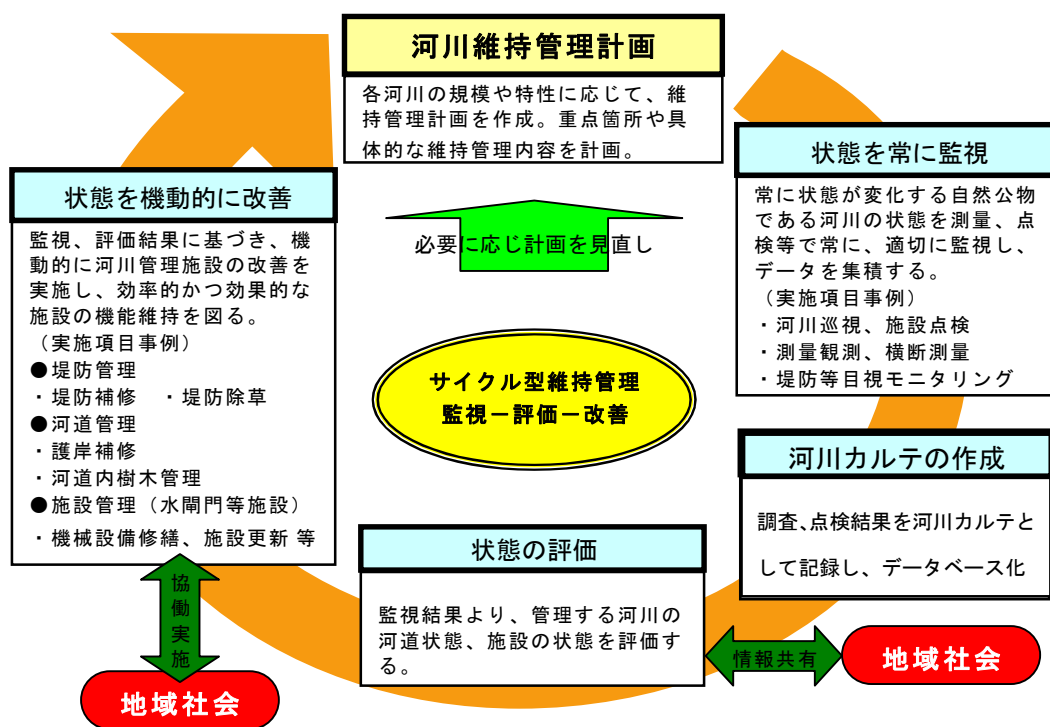 河川維持管理計画
各河川の規模や特性に応じて、維
持管理計画を作成。重点箇所や具
体的な維持管理内容を計画。
状態を常に監視
常に状態が変化する自然公物
である河川の状態を測量、点
検等で常に、適切に監視し、
データを集積する。
（実施項目事例）
・河川巡視、施設点検
・測量観測、横断測量
・堤防等目視モニタリング
河川カルテの作成
調査、点検結果を河川カルテと
して記録し、データベース化
状態の評価
監視結果より、管理する河川の
河道状態、施設の状態を評価す
る。
情報共有
地域社会
状態を機動的に改善
監視、評価結果に基づき、機
動的に河川管理施設の改善を
実施し、効率的かつ効果的な
施設の機能維持を図る。
（実施項目事例）
●堤防管理
・堤防補修　・堤防除草
●河道管理
・護岸補修
・河道内樹木管理
●施設管理（水閘門等施設）
・機械設備修繕、施設更新 等
協働実施
地域社会
必要に応じ計画を見直し
サイクル型維持管理
監視－評価－改善